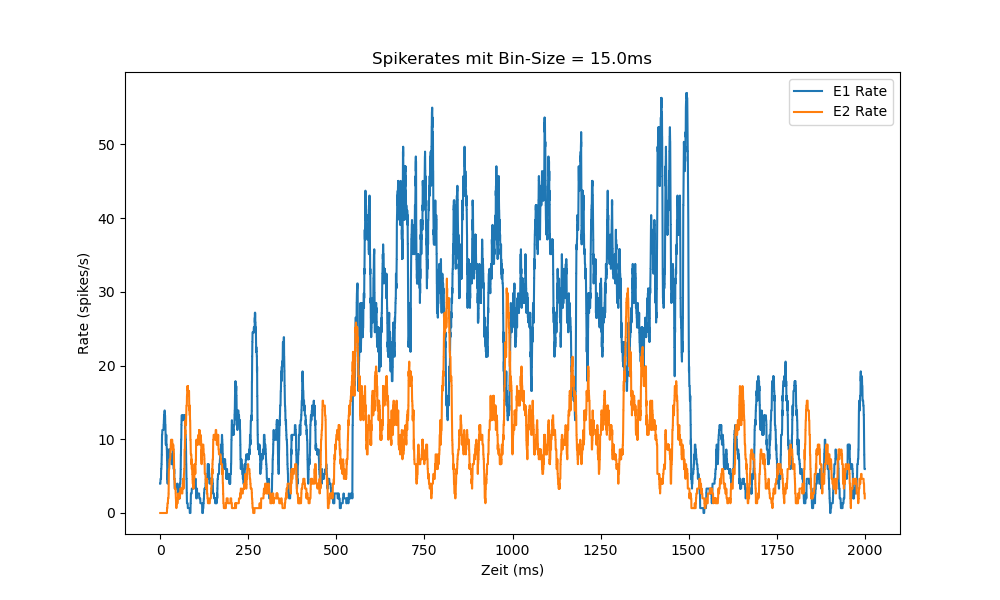 Spikerates mit Bin-Size = 15.0ms
E1 Rate
E2 Rate
50
40
30
20
10
0
Rate (spikes/s)
0 250 500 750 1000 1250 1500 1750 2000
Zeit (ms)